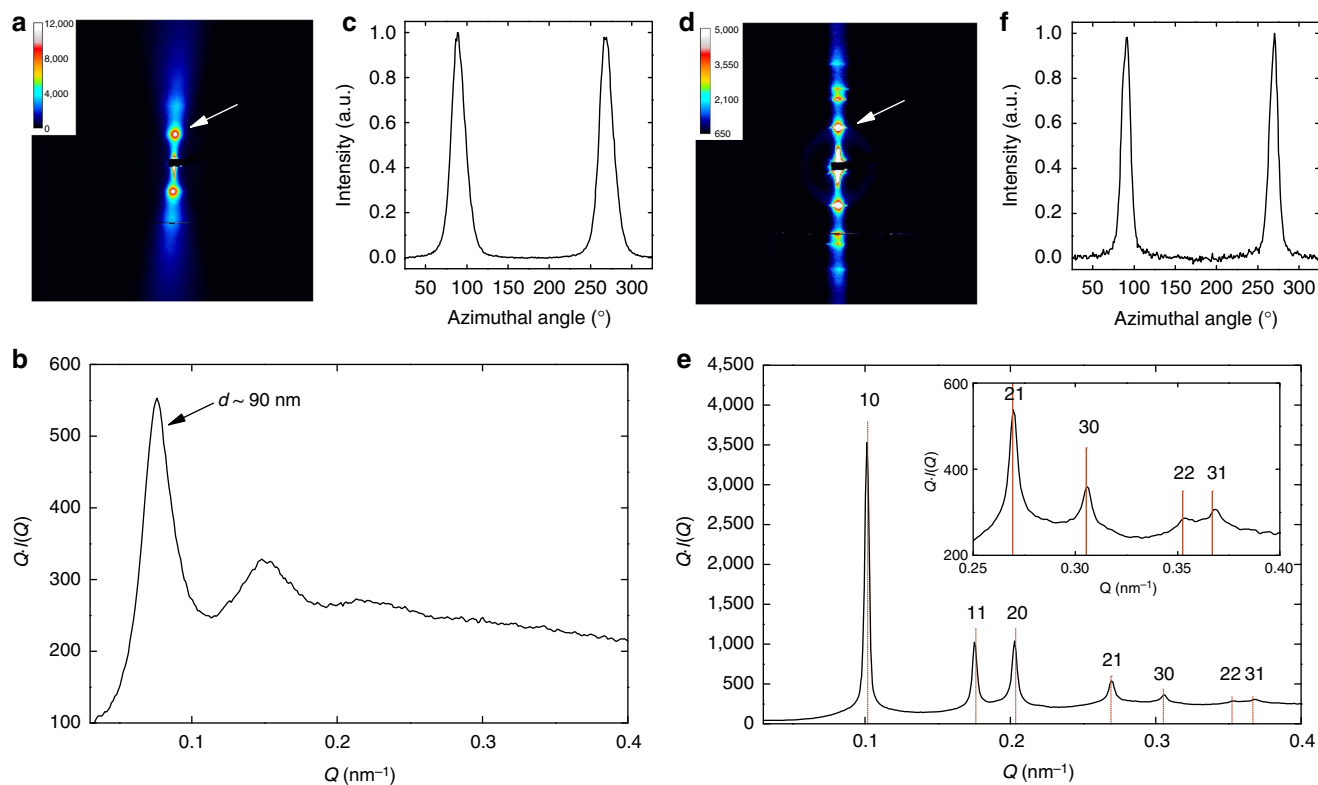 a
12,000
10,000
8,000
6,000
4,000
2,000
0
c
Intensity (a.u.)
1.0
0.8
0.6
0.4
0.2
0.0
50 100 150 200 250 300
Azimuthal angle (°)
d
5,000
3,550
2,100
650
f
Intensity (a.u.)
1.0
0.8
0.6
0.4
0.2
0.0
50 100 150 200 250 300
Azimuthal angle (°)
b
Q·I(Q)
600
500
400
300
200
100
d ~ 90 nm
0.1 0.2 0.3 0.4
Q (nm⁻¹)
e
Q·I(Q)
4,500
4,000
3,500
3,000
2,500
2,000
1,500
1,000
500
0
10
11 20
21
30
22 31
0.1 0.2 0.3 0.4
Q (nm⁻¹)
Q·I(Q)
600
400
200
21
30
22 31
0.25 0.30 0.35 0.40
Q (nm⁻¹)